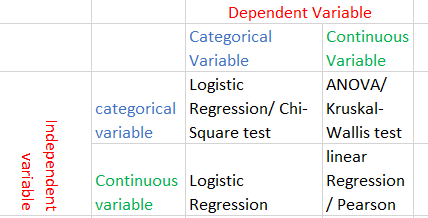 Dependent Variable
Categorical
Variable
Continuous
Variable
Independent
variable
categorical
variable
Logistic
Regression/ Chi-
Square test
ANOVA/
Kruskal-
Wallis test
Continuous
variable
Logistic
Regression
linear
Regression
/ Pearson